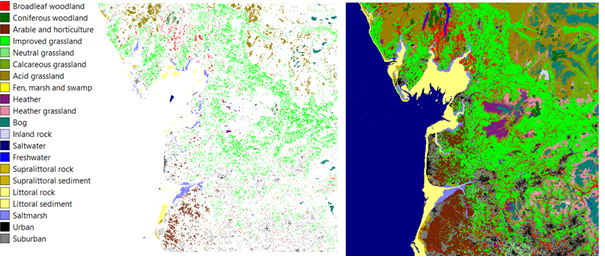 Broadleaf woodland
Coniferous woodland
Arable and horticulture
Improved grassland
Neutral grassland
Calcareous grassland
Acid grassland
Fen, marsh and swamp
Heather
Heather grassland
Bog
Inland rock
Saltwater
Freshwater
Supralittoral rock
Supralittoral sediment
Littoral rock
Littoral sediment
Saltmarsh
Urban
Suburban